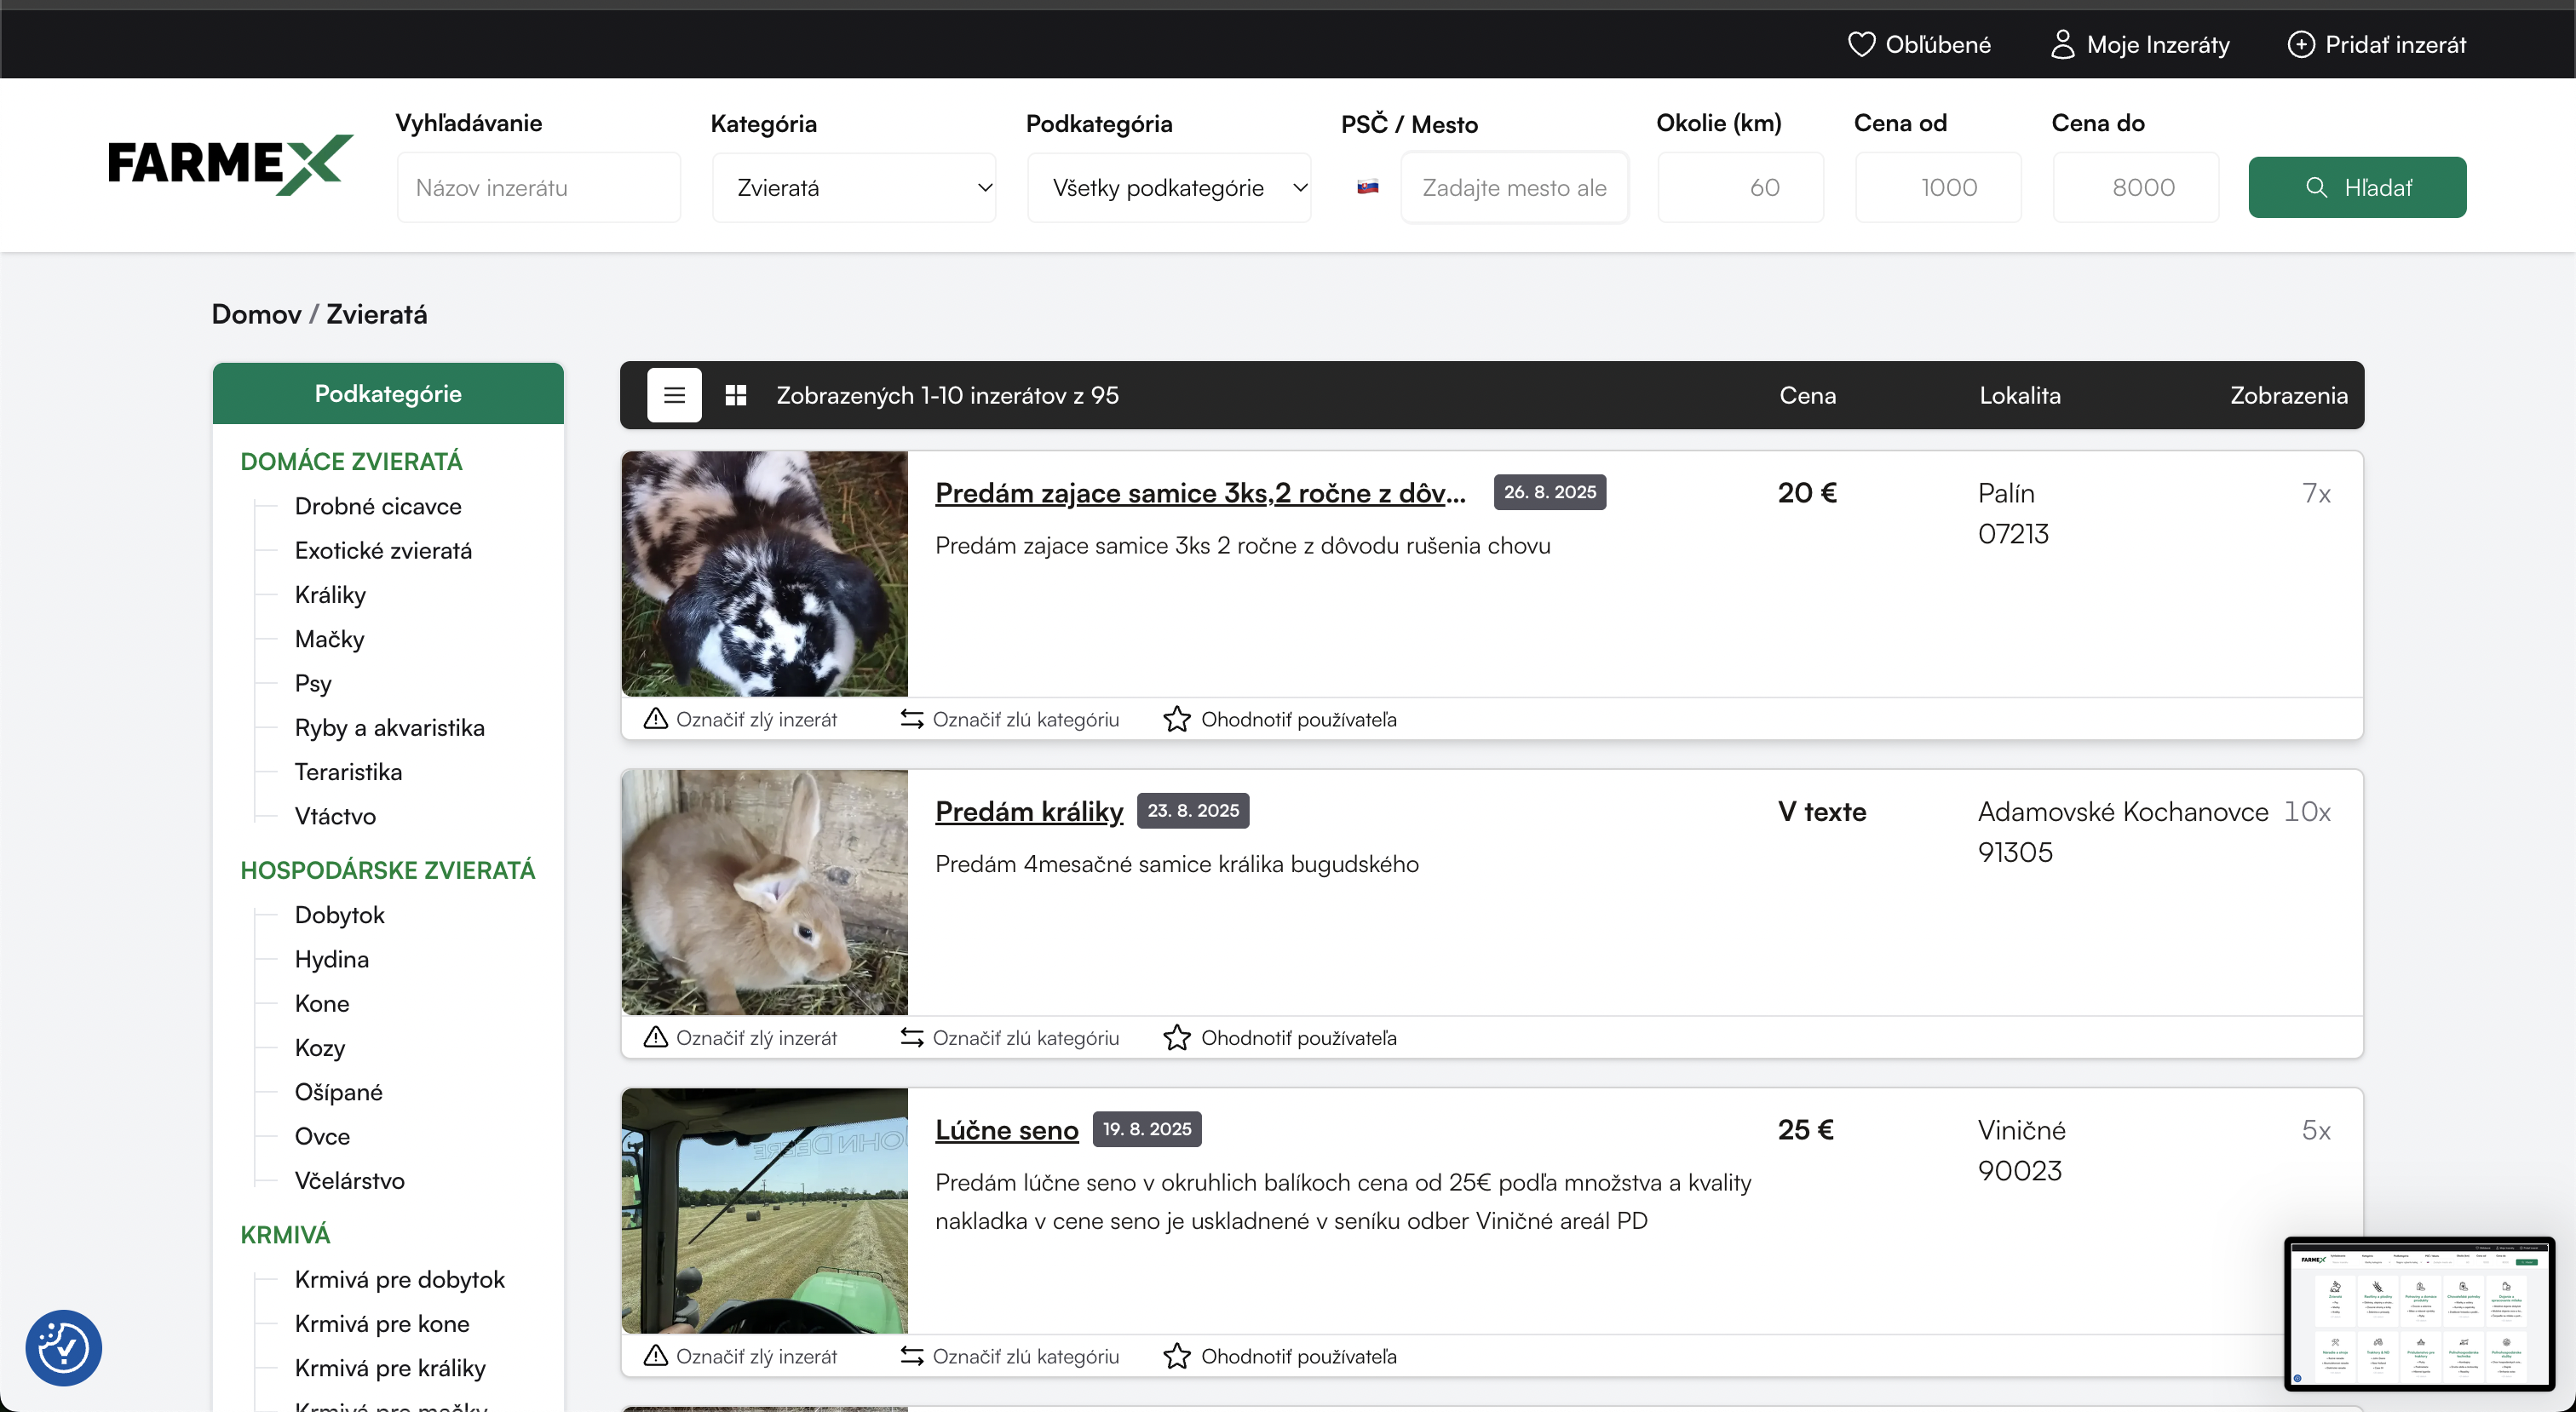 Obľúbené
Moje Inzeráty
Pridať inzerát
FARMEX
Vyhľadávanie
Názov inzerátu
Kategória
Zvieratá
Podkategória
Všetky podkategórie
PSČ / Mesto
Zadajte mesto ale
Okolie (km)
60
Cena od
1000
Cena do
8000
Hľadať
Domov / Zvieratá
Podkategórie
DOMÁCE ZVIERATÁ
Drobné cicavce
Exotické zvieratá
Králiky
Mačky
Psy
Ryby a akvaristika
Teraristika
Vtáctvo
HOSPODÁRSKE ZVIERATÁ
Dobytok
Hydina
Kone
Kozy
Ošípané
Ovce
Včelárstvo
KRMIVÁ
Krmivá pre dobytok
Krmivá pre kone
Krmivá pre králiky
Krmivá pre mačky
Zobrazených 1-10 inzerátov z 95
Cena
Lokalita
Zobrazenia
Predám zajace samice 3ks,2 ročne z dôv...
26. 8. 2025
Predám zajace samice 3ks 2 ročne z dôvodu rušenia chovu
20 €
Palín
07213
7x
Označiť zlý inzerát
Označiť zlú kategóriu
Ohodnotiť používateľa
Predám králiky
23. 8. 2025
Predám 4mesačné samice králika bugudského
V texte
Adamovské Kochanovce
91305
10x
Označiť zlý inzerát
Označiť zlú kategóriu
Ohodnotiť používateľa
JOHN DEERE
Lúčne seno
19. 8. 2025
Predám lúčne seno v okruhlich balíkoch cena od 25€ podľa množstva a kvality
nakladka v cene seno je uskladnené v seníku odber Viničné areál PD
25 €
Viničné
90023
5x
Označiť zlý inzerát
Označiť zlú kategóriu
Ohodnotiť používateľa
FARMEX